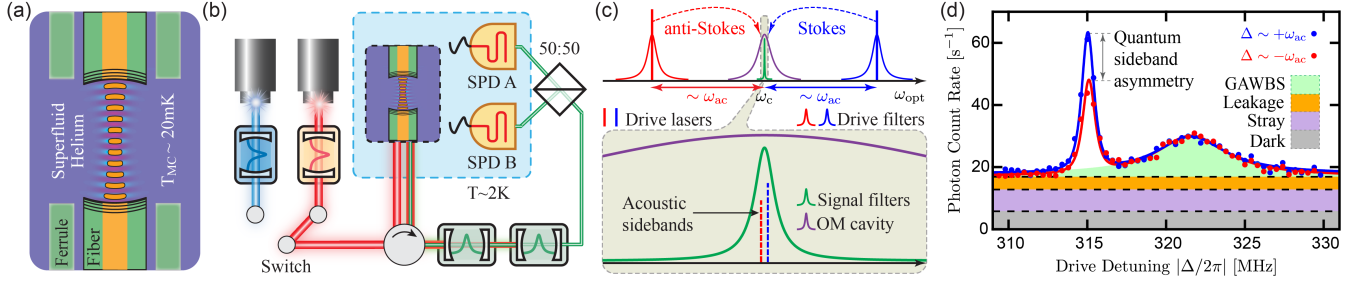 (a)
Superfluid
Helium
T_MC ~ 20mK
Ferrule
Fiber
(b)
SPD A
SPD B
50:50
T~2K
Switch
(c)
anti-Stokes
Stokes
~ ω_ac
ω_c
~ ω_ac
ω_opt
Drive lasers
Drive filters
Acoustic
sidebands
Signal filters
OM cavity
(d)
Photon Count Rate [s⁻¹]
60
40
20
0
Quantum
sideband
asymmetry
Δ ~ +ω_ac
Δ ~ −ω_ac
GAWBS
Leakage
Stray
Dark
310
315
320
325
330
Drive Detuning |Δ/2π| [MHz]